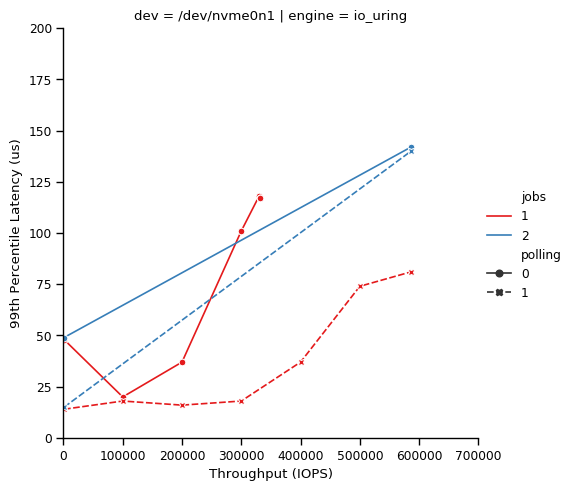 dev = /dev/nvme0n1 | engine = io_uring
200
175
150
125
100
75
50
25
0
99th Percentile Latency (us)
0 100000 200000 300000 400000 500000 600000 700000
Throughput (IOPS)
jobs
1
2
polling
0
1